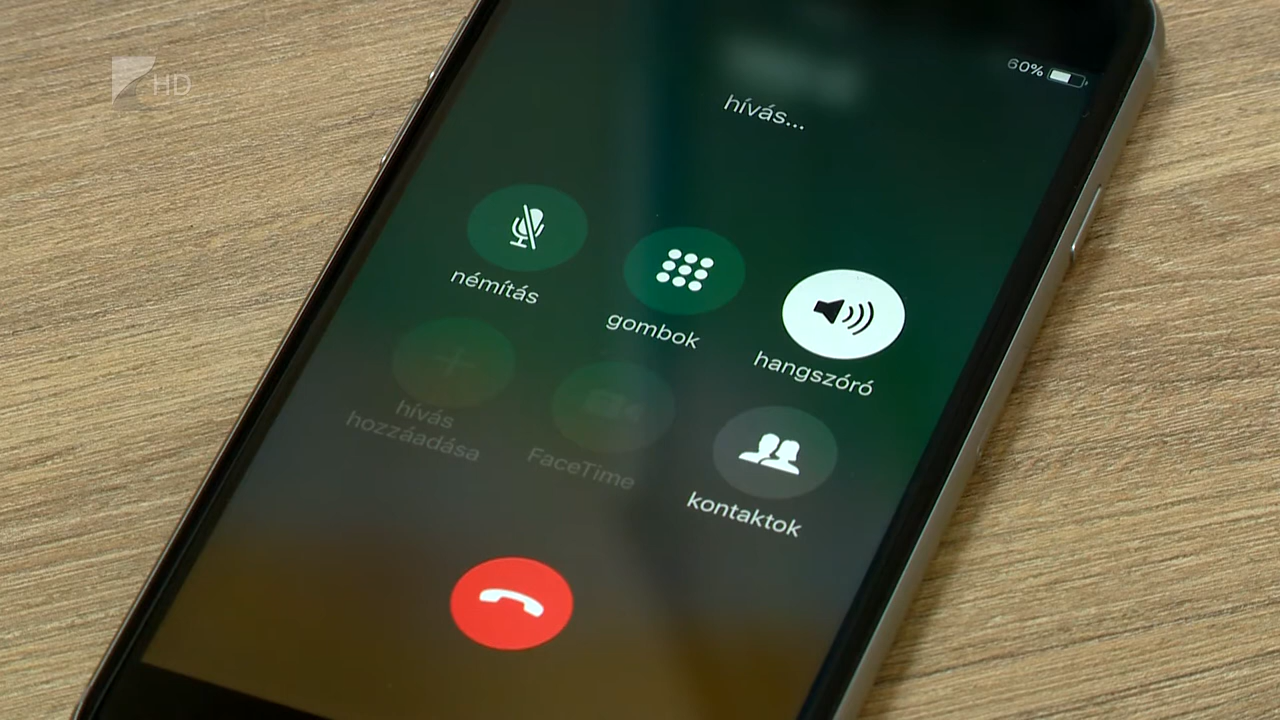 HD
60%
hívás...
némítás
gombok
hangszóró
hívás
hozzáadása
FaceTime
kontaktok